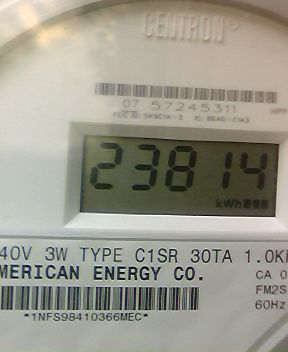 CENTRON®
07 57245311
23814
kWh
40V 3W TYPE C1SR 30TA 1.0K
MERICAN ENERGY CO.
CA 0
FM2S
60Hz
*1NFS98410366MEC*